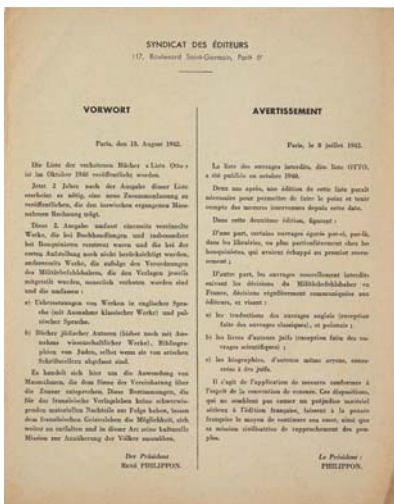 SYNDICAT DES ÉDITEURS
117, Boulevard Saint-Germain, Paris 6e
VORWORT
Paris, den 15. August 1942.
Die Liste der verbotenen Bücher « Liste Otto »
ist im Oktober 1940 veröffentlicht worden.
Jetzt 2 Jahre nach der Ausgabe dieser Liste
erscheint es nötig, eine neue Zusammenfassung zu
veröffentlichen, die den inzwischen ergangenen Mass-
nahmen Rechnung trägt.
Diese 2. Ausgabe umfasst einerseits vereinzelte
Werke, die bei Buchhandlungen und insbesondere
bei Bouquinisten verstreut waren und die bei der
ersten Aufstellung noch nicht berücksichtigt wurden,
andererseits Werke, die zufolge den Verordnungen
des Militärbefehlshabers, die den Verlagen jeweils
mitgeteilt wurden, neuerlich verboten worden sind
und die umfassen :
a) Uebersetzungen von Werken in englischer Spra-
che (mit Ausnahme klassischer Werke) und pol-
nischer Sprache.
b) Bücher jüdischer Autoren (bisher noch mit Aus-
nahme wissenschaftlicher Werke), Bibliogra-
phien von Juden, selbst wenn sie von arischen
Schriftstellern abgefasst sind.
Es handelt sich hier um die Anwendung von
Massnahmen, die dem Sinne des Vereinbarung über die
Zensur entsprechen. Diese Bestimmungen, die
für das französische Verlagsleben keine schwerwie-
genden materiellen Nachteile zur Folge haben, lassen
dem französischen Geistesleben die Möglichkeit, sich
weiter zu entfalten und in dieser Art seine kulturelle
Mission zur Annäherung der Völker auszuüben.
Der Präsident
René PHILIPPON.
AVERTISSEMENT
Paris, le 8 juillet 1942.
La liste des ouvrages interdits, dite liste OTTO,
a été publiée en octobre 1940.
Deux ans après, une édition de cette liste paraît
nécessaire pour permettre de faire le point et tenir
compte des mesures intervenues depuis cette date.
Dans cette deuxième édition, figurent :
D'une part, certains ouvrages épars par-ci, par-là,
dans les librairies, ou plus particulièrement chez les
bouquinistes, qui avaient échappé au premier recen-
sement ;
D'autre part, les ouvrages nouvellement interdits
suivant les décisions du Militärbefehlshaber en
France, décisions régulièrement communiquées aux
éditeurs, et visant :
a) les traductions des ouvrages anglais (exception
faite des ouvrages classiques), et polonais ;
b) les livres d'auteurs juifs (exception faite des ou-
vrages scientifiques) ;
c) les biographies, d'auteurs même aryens, consa-
crées à des juifs.
Il s'agit de l'application de mesures conformes à
l'esprit de la convention de censure. Ces dispositions,
qui ne semblent pas causer un préjudice matériel
sérieux à l'édition française, laissent à la pensée
française le moyen de continuer son essor, ainsi que
sa mission civilisatrice de rapprochement des peu-
ples.
Le Président :
PHILIPPON.